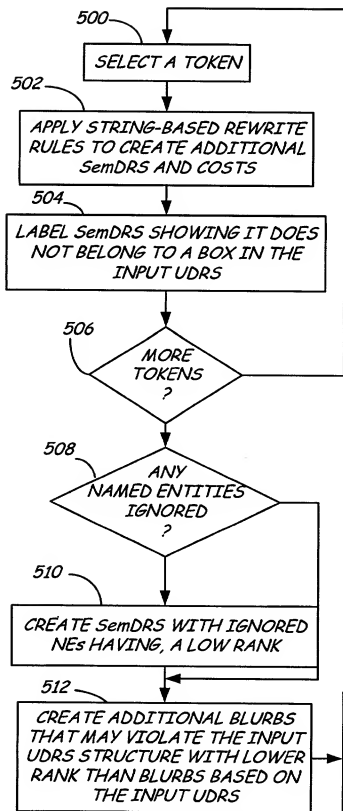 500
SELECT A TOKEN
502
APPLY STRING-BASED REWRITE
RULES TO CREATE ADDITIONAL
SemDRS AND COSTS
504
LABEL SemDRS SHOWING IT DOES
NOT BELONG TO A BOX IN THE
INPUT UDRS
506
MORE
TOKENS
?
508
ANY
NAMED ENTITIES
IGNORED
?
510
CREATE SemDRS WITH IGNORED
NEs HAVING, A LOW RANK
512
CREATE ADDITIONAL BLURBS
THAT MAY VIOLATE THE INPUT
UDRS STRUCTURE WITH LOWER
RANK THAN BLURBS BASED ON
THE INPUT UDRS